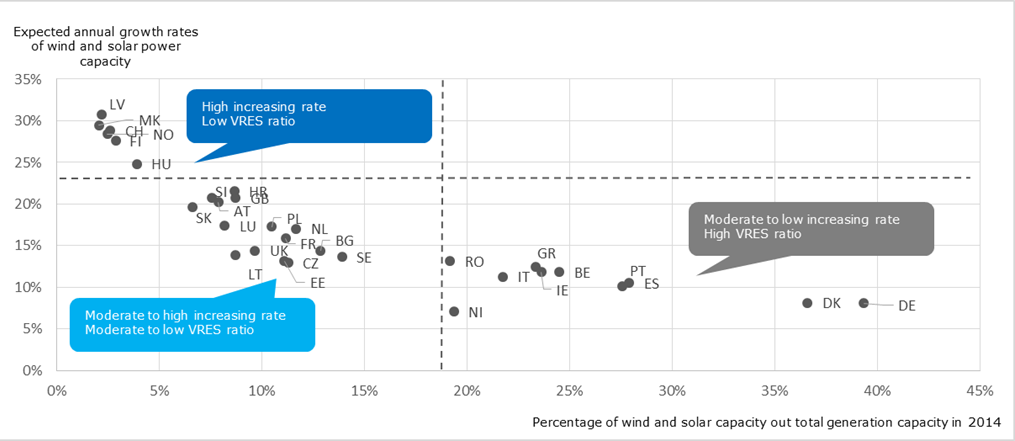 Expected annual growth rates
of wind and solar power
capacity
35%
30%
25%
20%
15%
10%
5%
0%
LV
MK
CH
NO
FI
HU
High increasing rate
Low VRES ratio
SI
HR
GB
SK
AT
LU
PL
NL
FR
BG
UK
CZ
SE
LT
EE
Moderate to high increasing rate
Moderate to low VRES ratio
Moderate to low increasing rate
High VRES ratio
RO
GR
IT
IE
BE
PT
ES
NI
DK
DE
0%
5%
10%
15%
20%
25%
30%
35%
40%
45%
Percentage of wind and solar capacity out total generation capacity in 2014